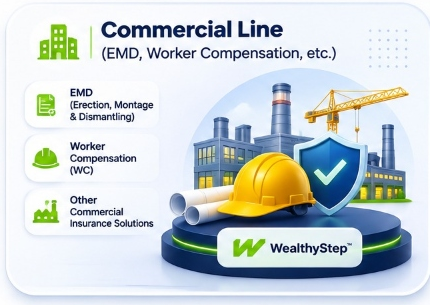 Commercial Line
(EMD, Worker Compensation, etc.)
EMD
(Erection, Montage
& Dismantling)
Worker
Compensation
(WC)
Other
Commercial
Insurance Solutions
WealthyStep™